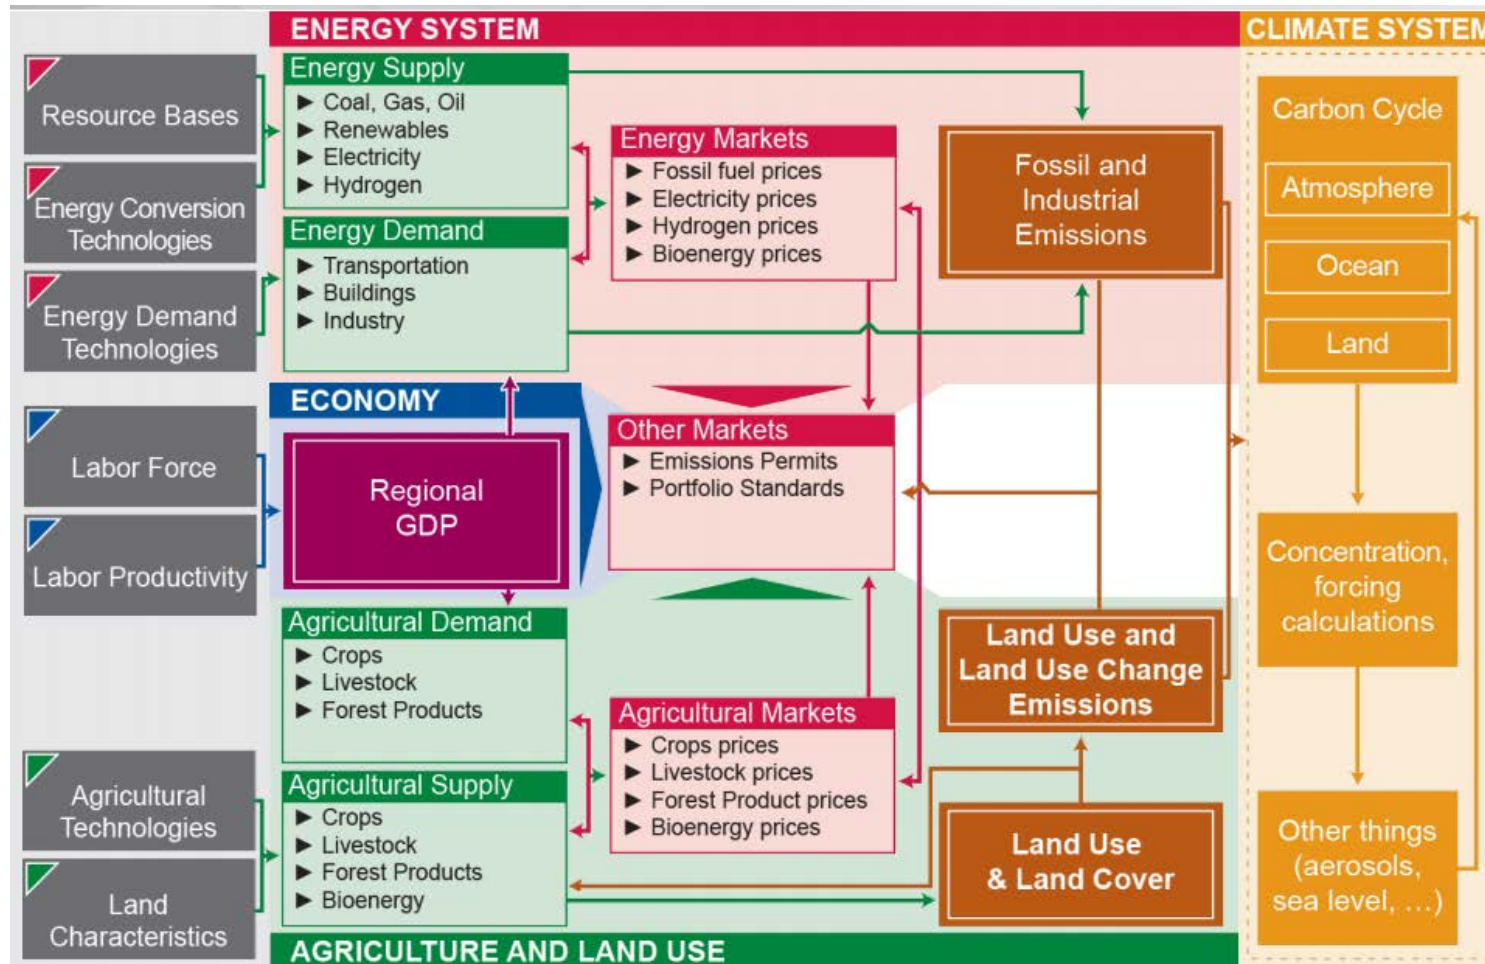 ENERGY SYSTEM
CLIMATE SYSTEM
Resource Bases
Energy Conversion
Technologies
Energy Demand
Technologies
Labor Force
Labor Productivity
Agricultural
Technologies
Land
Characteristics
Energy Supply
► Coal, Gas, Oil
► Renewables
► Electricity
► Hydrogen
Energy Demand
► Transportation
► Buildings
► Industry
Energy Markets
► Fossil fuel prices
► Electricity prices
► Hydrogen prices
► Bioenergy prices
Fossil and
Industrial
Emissions
ECONOMY
Regional
GDP
Other Markets
► Emissions Permits
► Portfolio Standards
Agricultural Demand
► Crops
► Livestock
► Forest Products
Agricultural Supply
► Crops
► Livestock
► Forest Products
► Bioenergy
Agricultural Markets
► Crops prices
► Livestock prices
► Forest Product prices
► Bioenergy prices
Land Use and
Land Use Change
Emissions
Land Use
& Land Cover
AGRICULTURE AND LAND USE
Carbon Cycle
Atmosphere
Ocean
Land
Concentration,
forcing
calculations
Other things
(aerosols,
sea level, …)